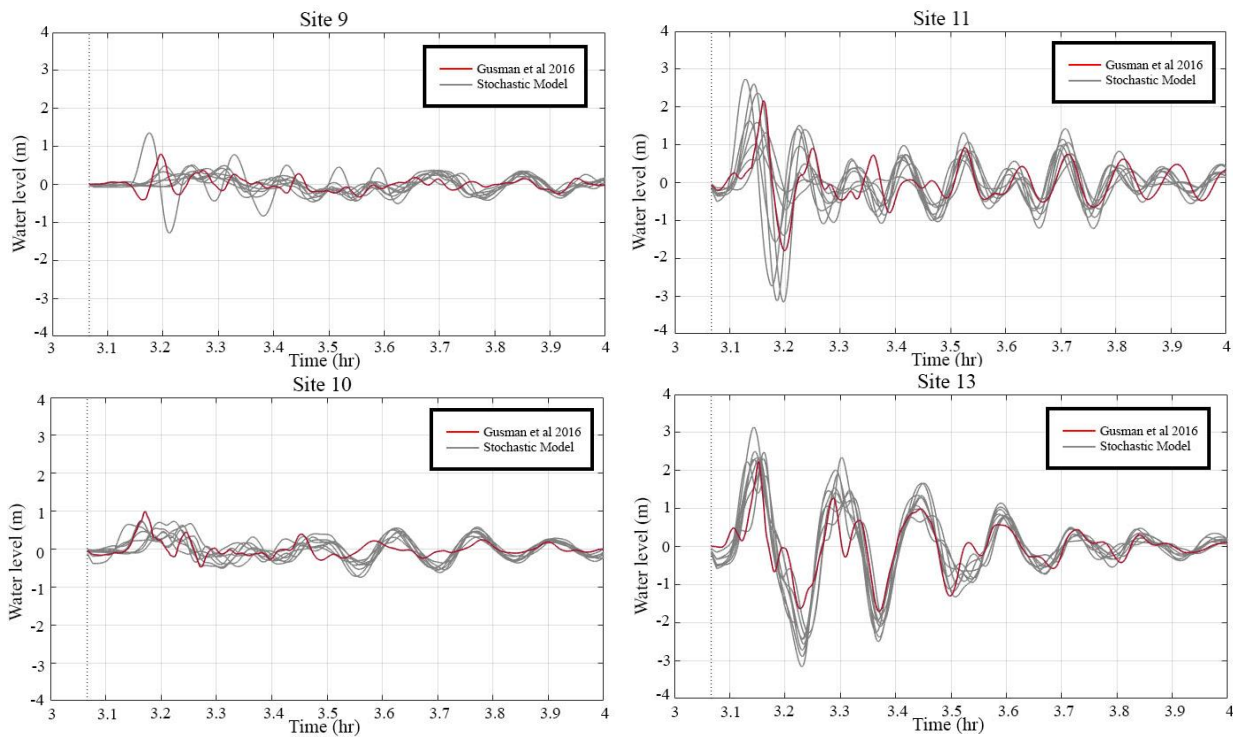 Site 9
4
3
2
1
0
-1
-2
-3
-4
Water level (m)
Gusman et al 2016
Stochastic Model
3 3.1 3.2 3.3 3.4 3.5 3.6 3.7 3.8 3.9 4
Time (hr)
Site 11
4
3
2
1
0
-1
-2
-3
-4
Water level (m)
Gusman et al 2016
Stochastic Model
3 3.1 3.2 3.3 3.4 3.5 3.6 3.7 3.8 3.9 4
Time (hr)
Site 10
4
3
2
1
0
-1
-2
-3
-4
Water level (m)
Gusman et al 2016
Stochastic Model
3 3.1 3.2 3.3 3.4 3.5 3.6 3.7 3.8 3.9 4
Time (hr)
Site 13
4
3
2
1
0
-1
-2
-3
-4
Water level (m)
Gusman et al 2016
Stochastic Model
3 3.1 3.2 3.3 3.4 3.5 3.6 3.7 3.8 3.9 4
Time (hr)